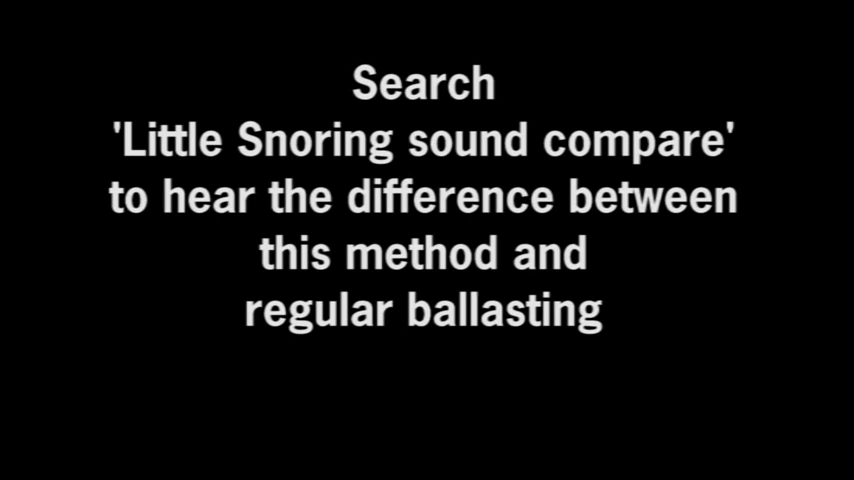 Search
'Little Snoring sound compare'
to hear the difference between
this method and
regular ballasting